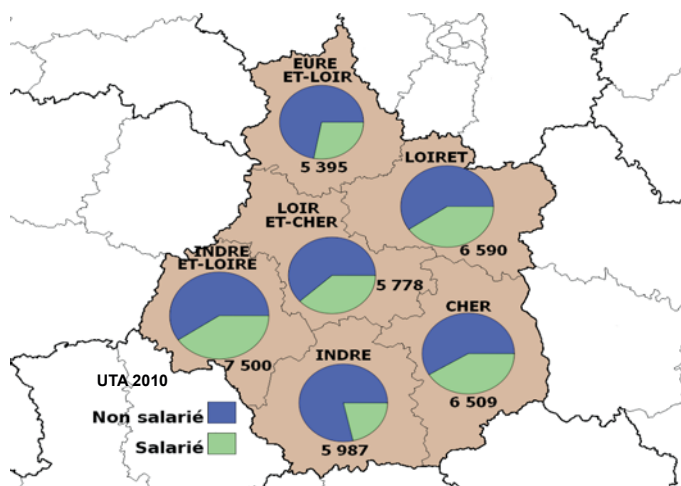 EURE
ET-LOIR
5 395
LOIRET
6 590
LOIR
ET-CHER
5 778
INDRE
ET-LOIRE
7 500
CHER
6 509
INDRE
5 987
UTA 2010
Non salarié
Salarié